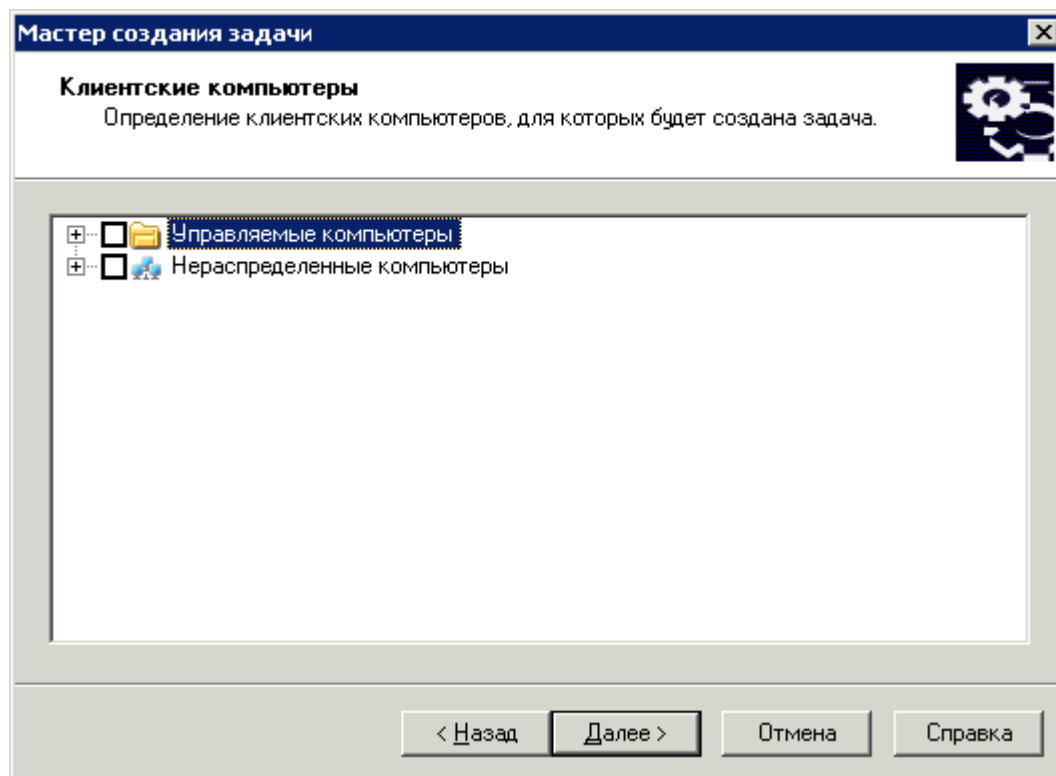 Мастер создания задачи
Клиентские компьютеры
Определение клиентских компьютеров, для которых будет создана задача.
Управляемые компьютеры
Нераспределенные компьютеры
< Назад
Далее >
Отмена
Справка